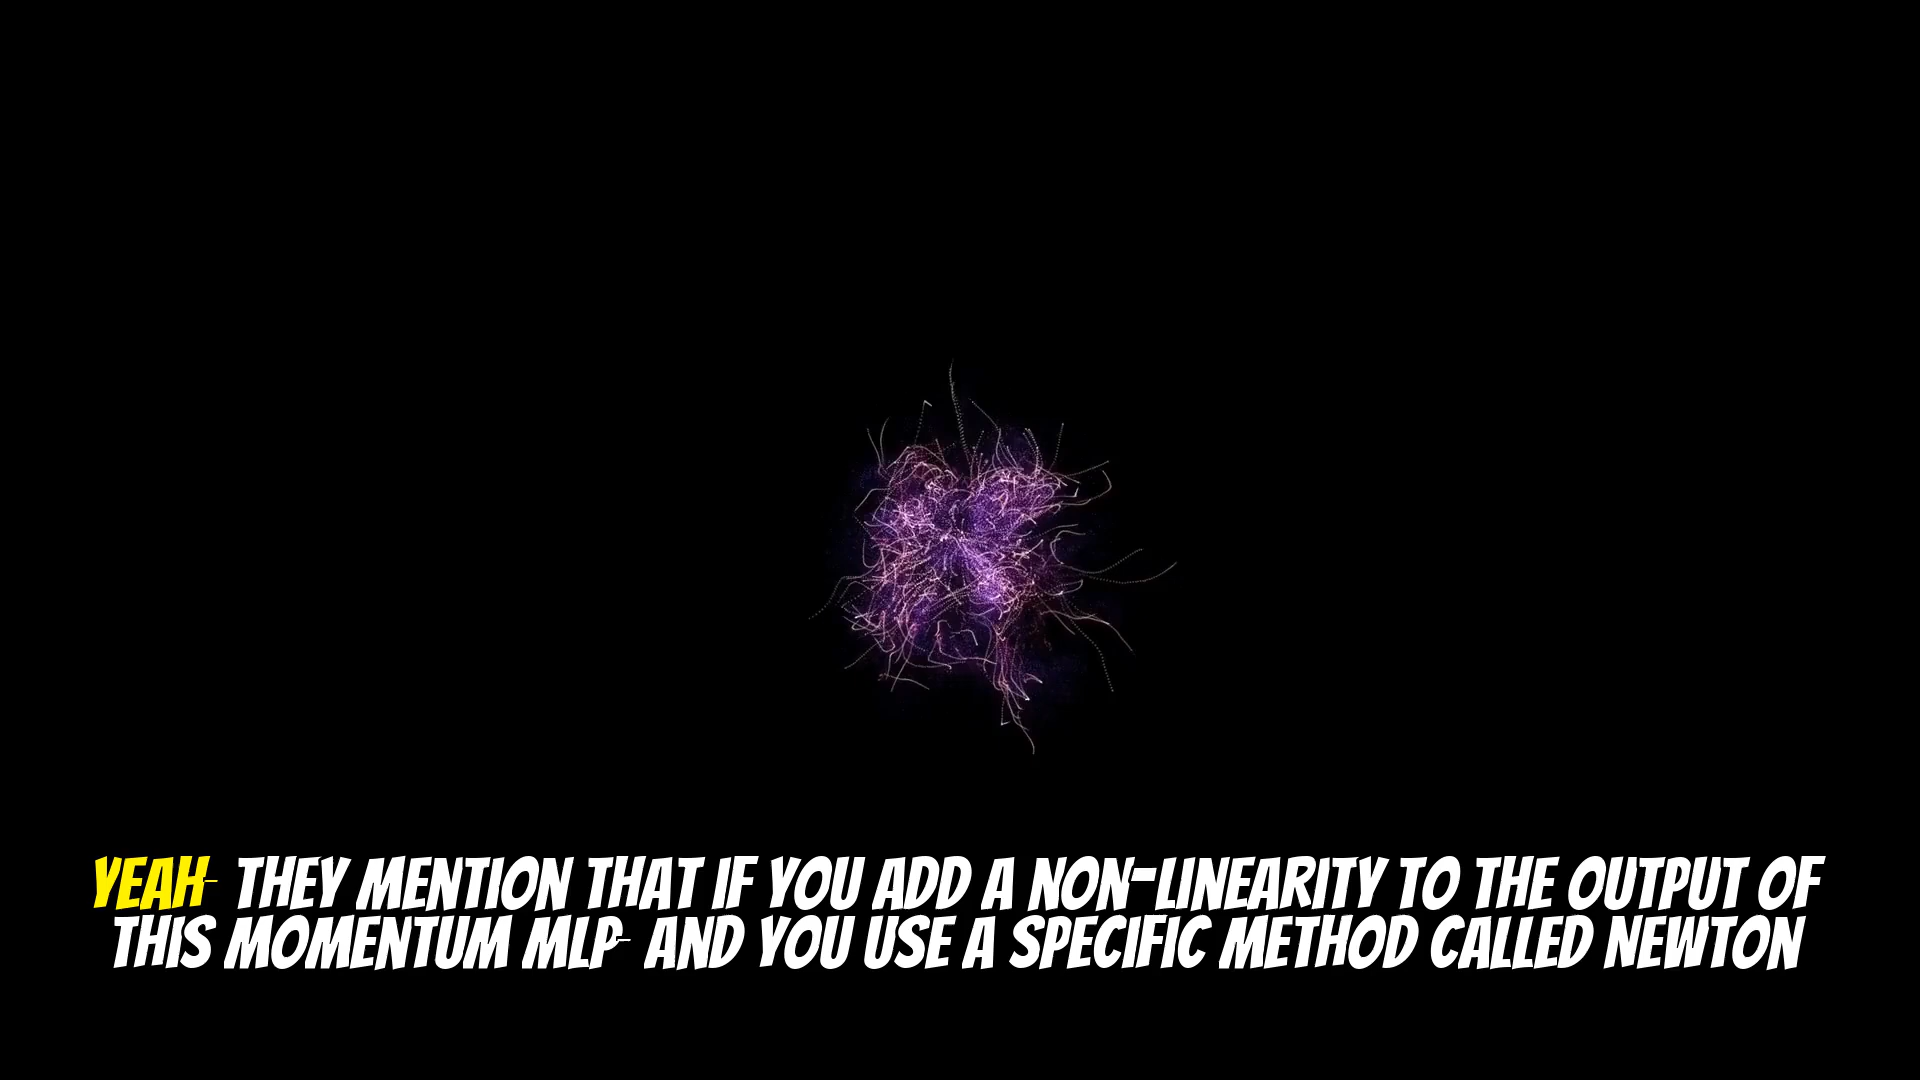 YEAH- THEY MENTION THAT IF YOU ADD A NON-LINEARITY TO THE OUTPUT OF
THIS MOMENTUM MLP- AND YOU USE A SPECIFIC METHOD CALLED NEWTON